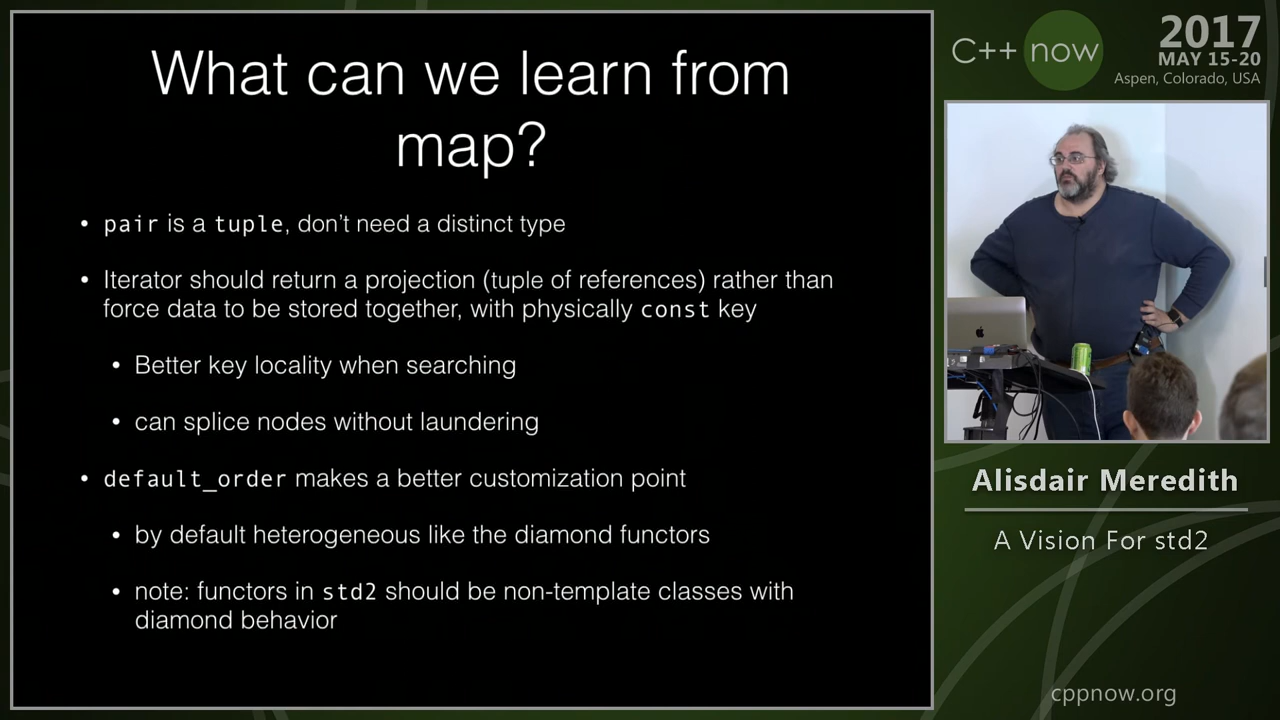 What can we learn from
map?
• pair is a tuple, don't need a distinct type
• Iterator should return a projection (tuple of references) rather than
force data to be stored together, with physically const key
• Better key locality when searching
• can splice nodes without laundering
• default_order makes a better customization point
• by default heterogeneous like the diamond functors
• note: functors in std2 should be non-template classes with
diamond behavior
C++ now
2017
MAY 15-20
Aspen, Colorado, USA
Alisdair Meredith
A Vision For std2
cppnow.org